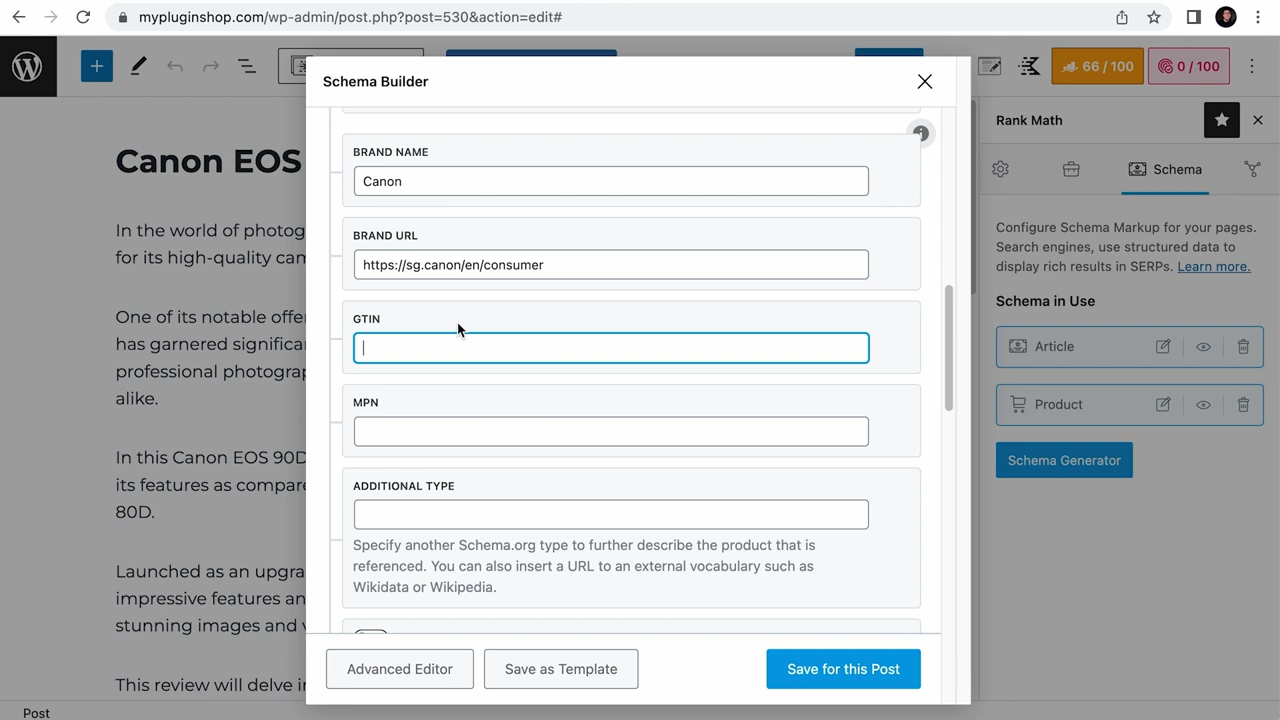 mypluginshop.com/wp-admin/post.php?post=530&action=edit#
66 / 100
0 / 100
Schema Builder
Rank Math
Canon EOS
BRAND NAME
Canon
Schema
In the world of photog
for its high-quality cam
BRAND URL
https://sg.canon/en/consumer
Configure Schema Markup for your pages.
Search engines, use structured data to
display rich results in SERPs. Learn more.
Schema in Use
One of its notable offe
has garnered significa
professional photograp
alike.
GTIN
Article
MPN
Product
In this Canon EOS 90D
its features as compare
80D.
Schema Generator
ADDITIONAL TYPE
Specify another Schema.org type to further describe the product that is
referenced. You can also insert a URL to an external vocabulary such as
Wikidata or Wikipedia.
Launched as an upgra
impressive features an
stunning images and v
This review will delve in
Advanced Editor
Save as Template
Save for this Post
Post